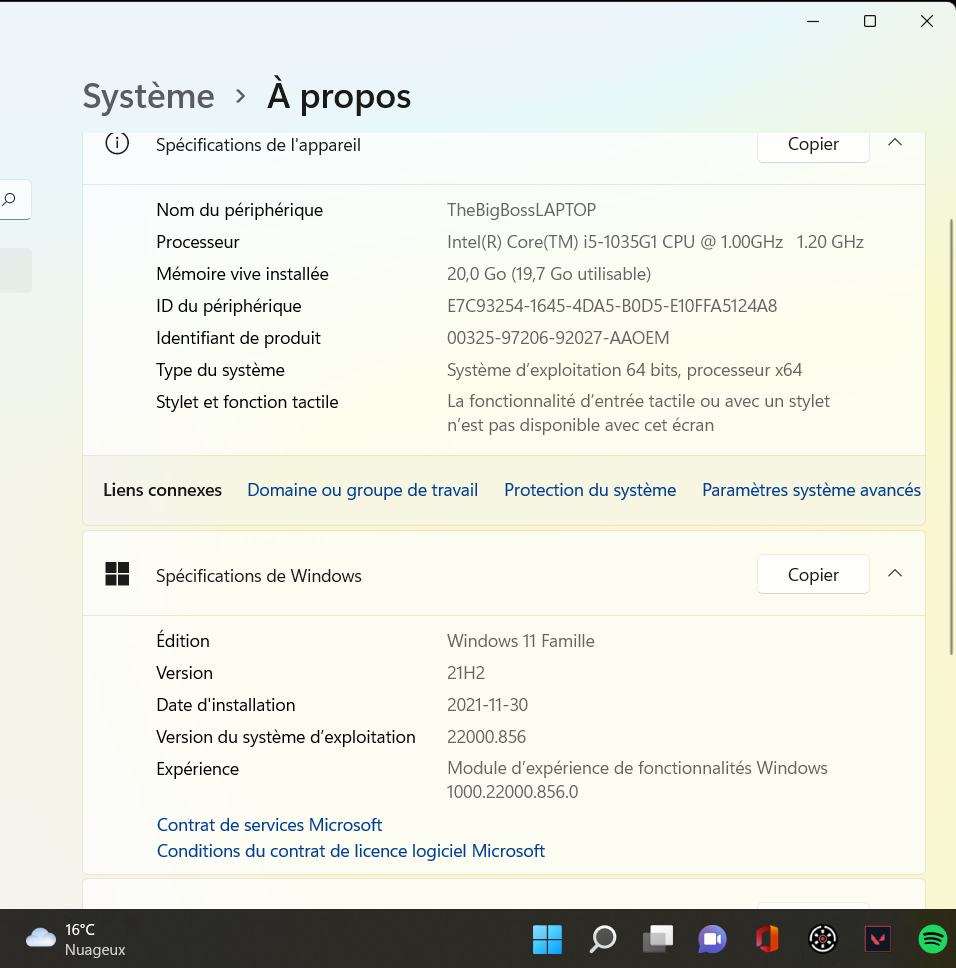 Système > À propos
Spécifications de l'appareil Copier
Nom du périphérique TheBigBossLAPTOP
Processeur Intel(R) Core(TM) i5-1035G1 CPU @ 1.00GHz 1.20 GHz
Mémoire vive installée 20,0 Go (19,7 Go utilisable)
ID du périphérique E7C93254-1645-4DA5-B0D5-E10FFA5124A8
Identifiant de produit 00325-97206-92027-AAOEM
Type du système Système d’exploitation 64 bits, processeur x64
Stylet et fonction tactile La fonctionnalité d’entrée tactile ou avec un stylet
n’est pas disponible avec cet écran
Liens connexes Domaine ou groupe de travail Protection du système Paramètres système avancés
Spécifications de Windows Copier
Édition Windows 11 Famille
Version 21H2
Date d'installation 2021-11-30
Version du système d’exploitation 22000.856
Expérience Module d’expérience de fonctionnalités Windows
1000.22000.856.0
Contrat de services Microsoft
Conditions du contrat de licence logiciel Microsoft
16°C
Nuageux